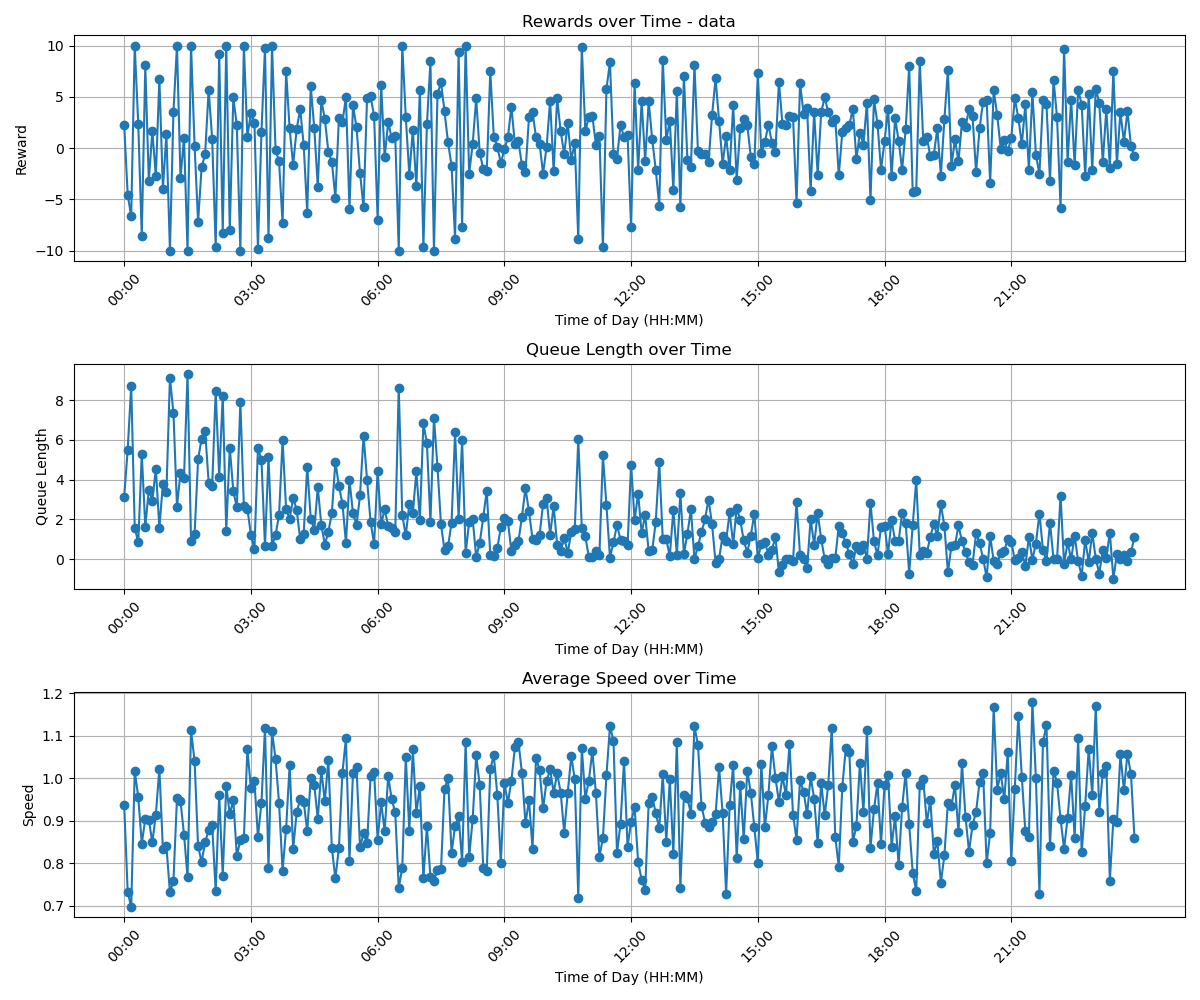 Rewards over Time - data
10
5
0
−5
−10
Reward
00:00 03:00 06:00 09:00 12:00 15:00 18:00 21:00
Time of Day (HH:MM)
Queue Length over Time
8
6
4
2
0
Queue Length
00:00 03:00 06:00 09:00 12:00 15:00 18:00 21:00
Time of Day (HH:MM)
Average Speed over Time
1.2
1.1
1.0
0.9
0.8
0.7
Speed
00:00 03:00 06:00 09:00 12:00 15:00 18:00 21:00
Time of Day (HH:MM)